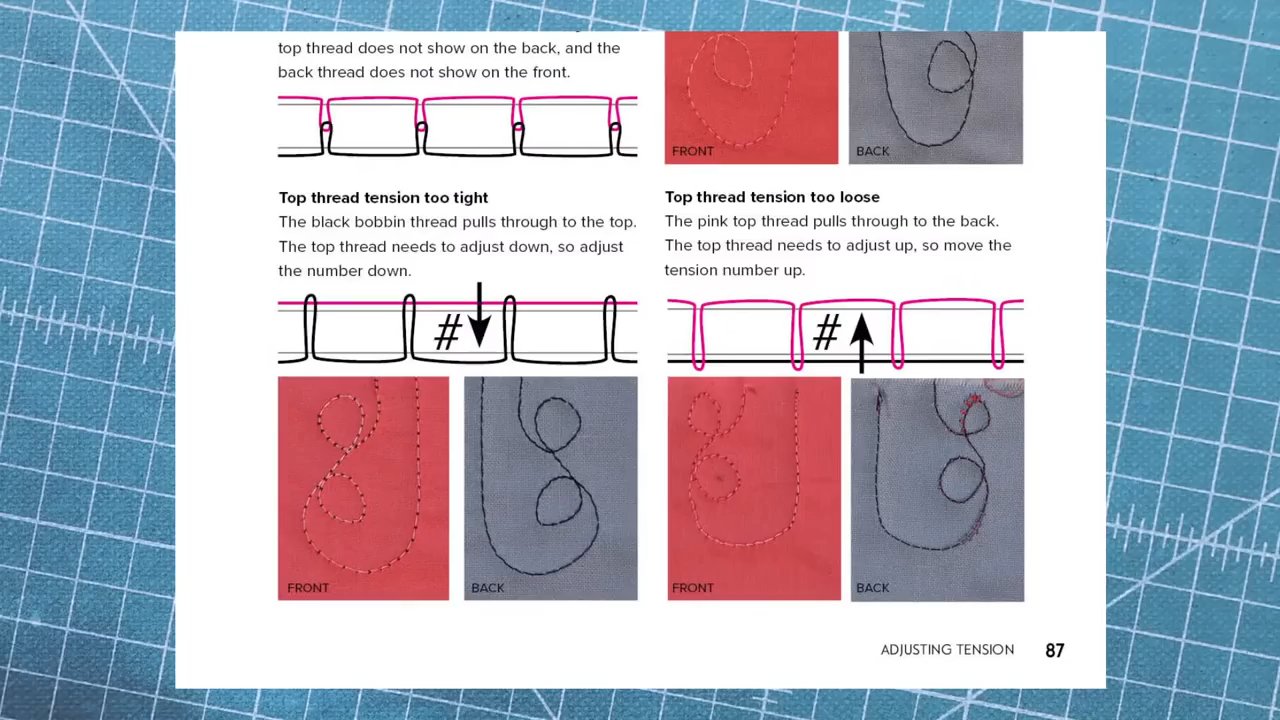 top thread does not show on the back, and the
back thread does not show on the front.
FRONT
BACK
Top thread tension too tight
The black bobbin thread pulls through to the top.
The top thread needs to adjust down, so adjust
the number down.
#
FRONT
BACK
Top thread tension too loose
The pink top thread pulls through to the back.
The top thread needs to adjust up, so move the
tension number up.
#
FRONT
BACK
ADJUSTING TENSION 87